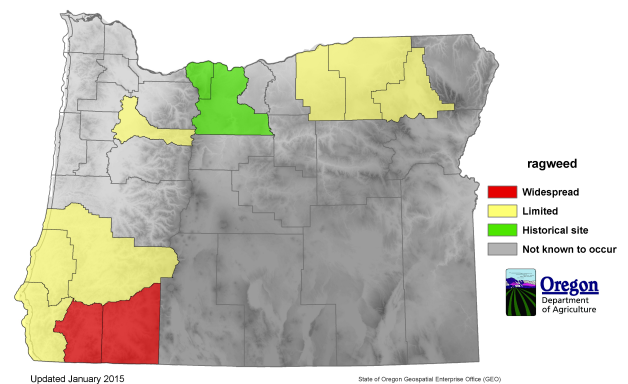 ragweed
Widespread
Limited
Historical site
Not known to occur
Oregon
Department
of Agriculture
Updated January 2015
State of Oregon Geospatial Enterprise Office (GEO)